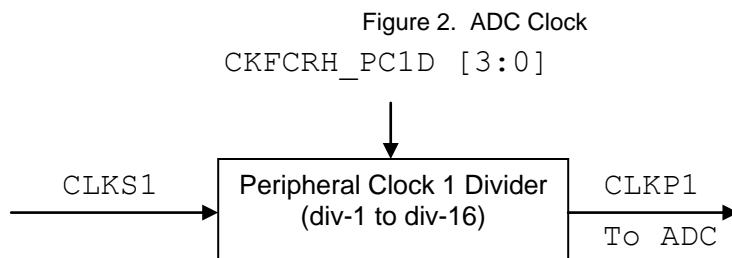 Figure 2. ADC Clock
CKFCRH_PC1D [3:0]
CLKS1
Peripheral Clock 1 Divider
(div-1 to div-16)
CLKP1
To ADC